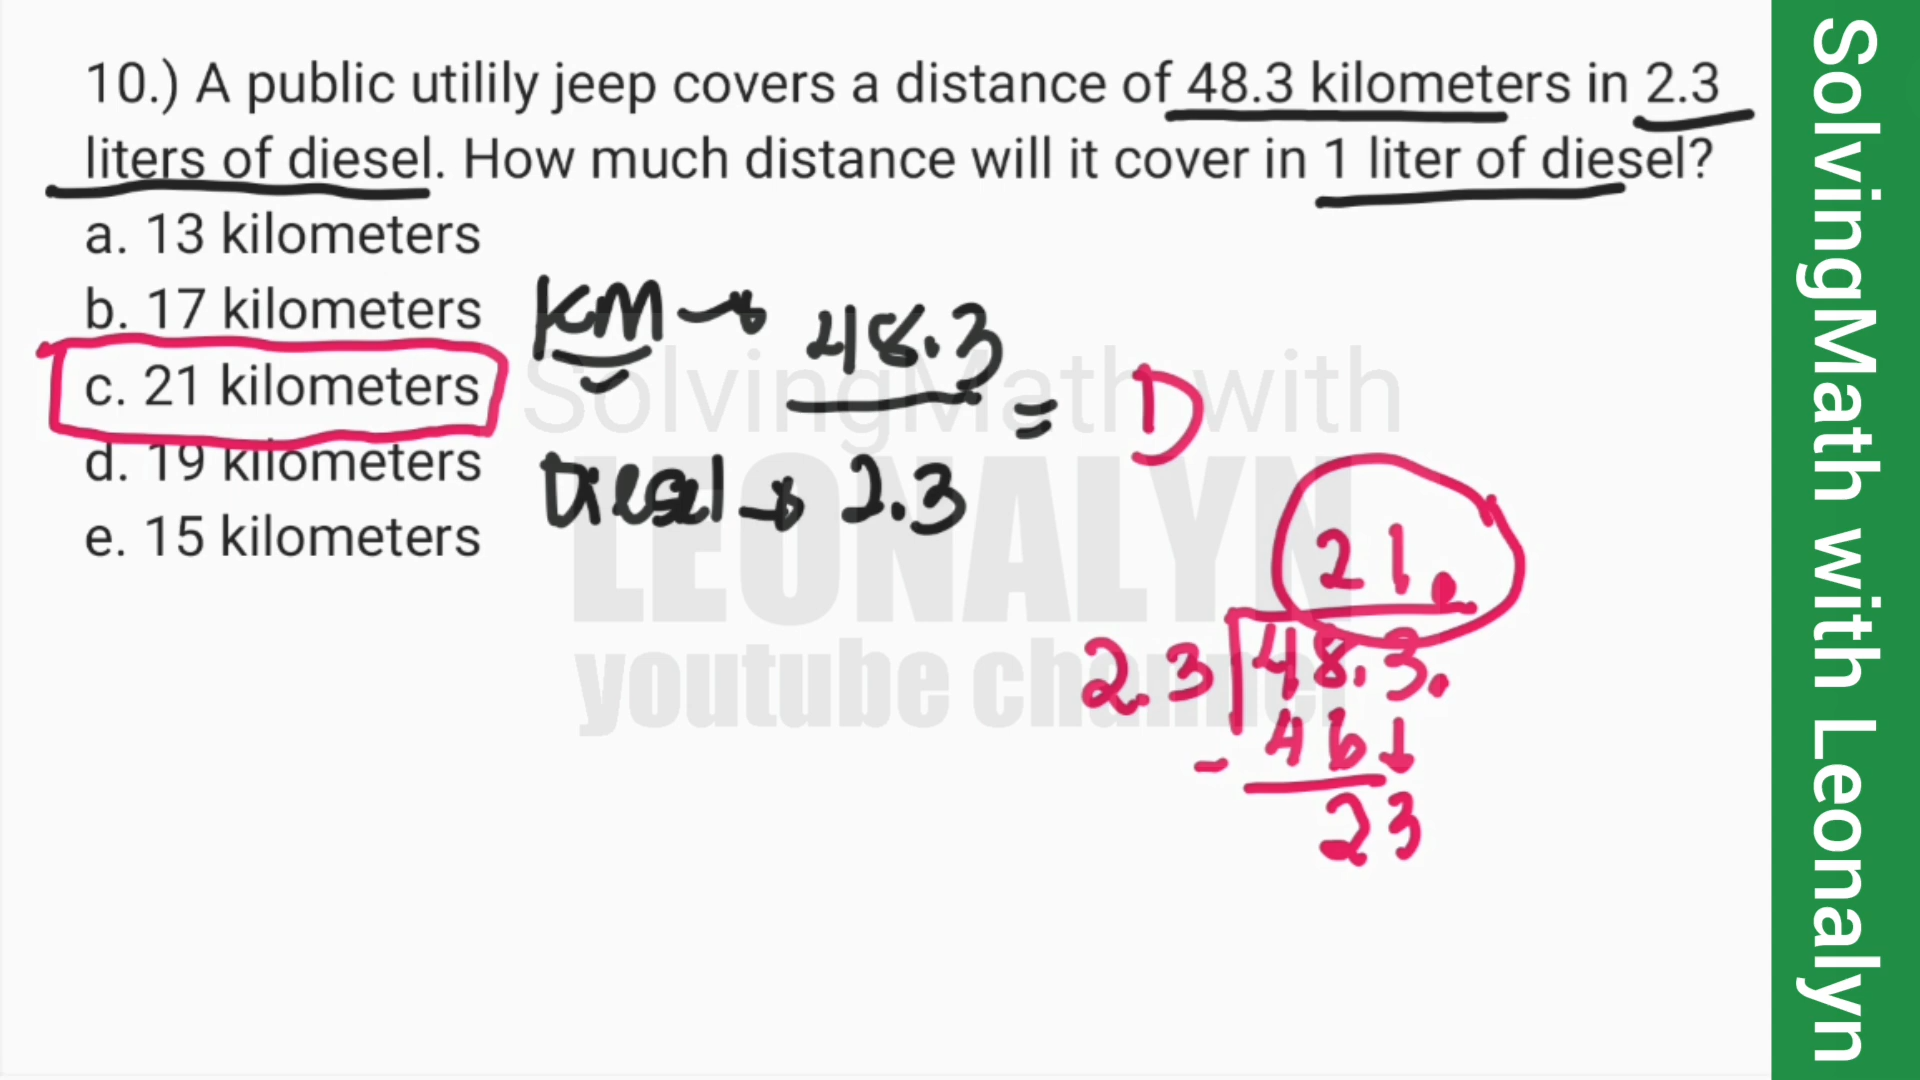 10.) A public utilily jeep covers a distance of 48.3 kilometers in 2.3
liters of diesel. How much distance will it cover in 1 liter of diesel?
a. 13 kilometers
b. 17 kilometers
c. 21 kilometers
d. 19 kilometers
e. 15 kilometers
KM → 48.3
= D
Diesel → 2.3
21.
2.3 48.3.
- 46↓
23
SolvingMath with
LEONALYN
youtube channel
SolvingMath with Leonalyn